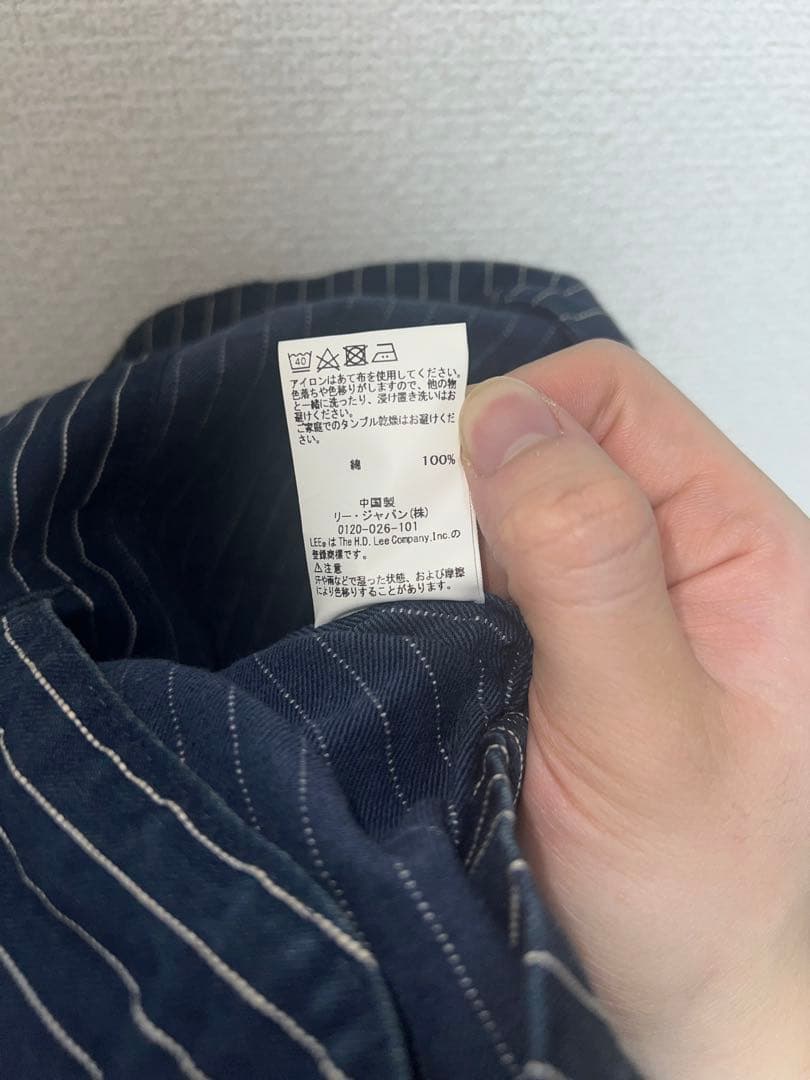 40
アイロンはあて布を使用してください。
色落ちや色移りがしますので、他の物
と一緒に洗ったり、浸け置き洗いはお
避けください。
ご家庭でのタンブル乾燥はお避けくだ
さい。
綿 100%
中国製
リー・ジャパン(株)
0120-026-101
LEE®は The H.D. Lee Company,Inc.の
登録商標です。
⚠注意
汗や雨などで湿った状態、および摩擦
により色移りすることがあります。